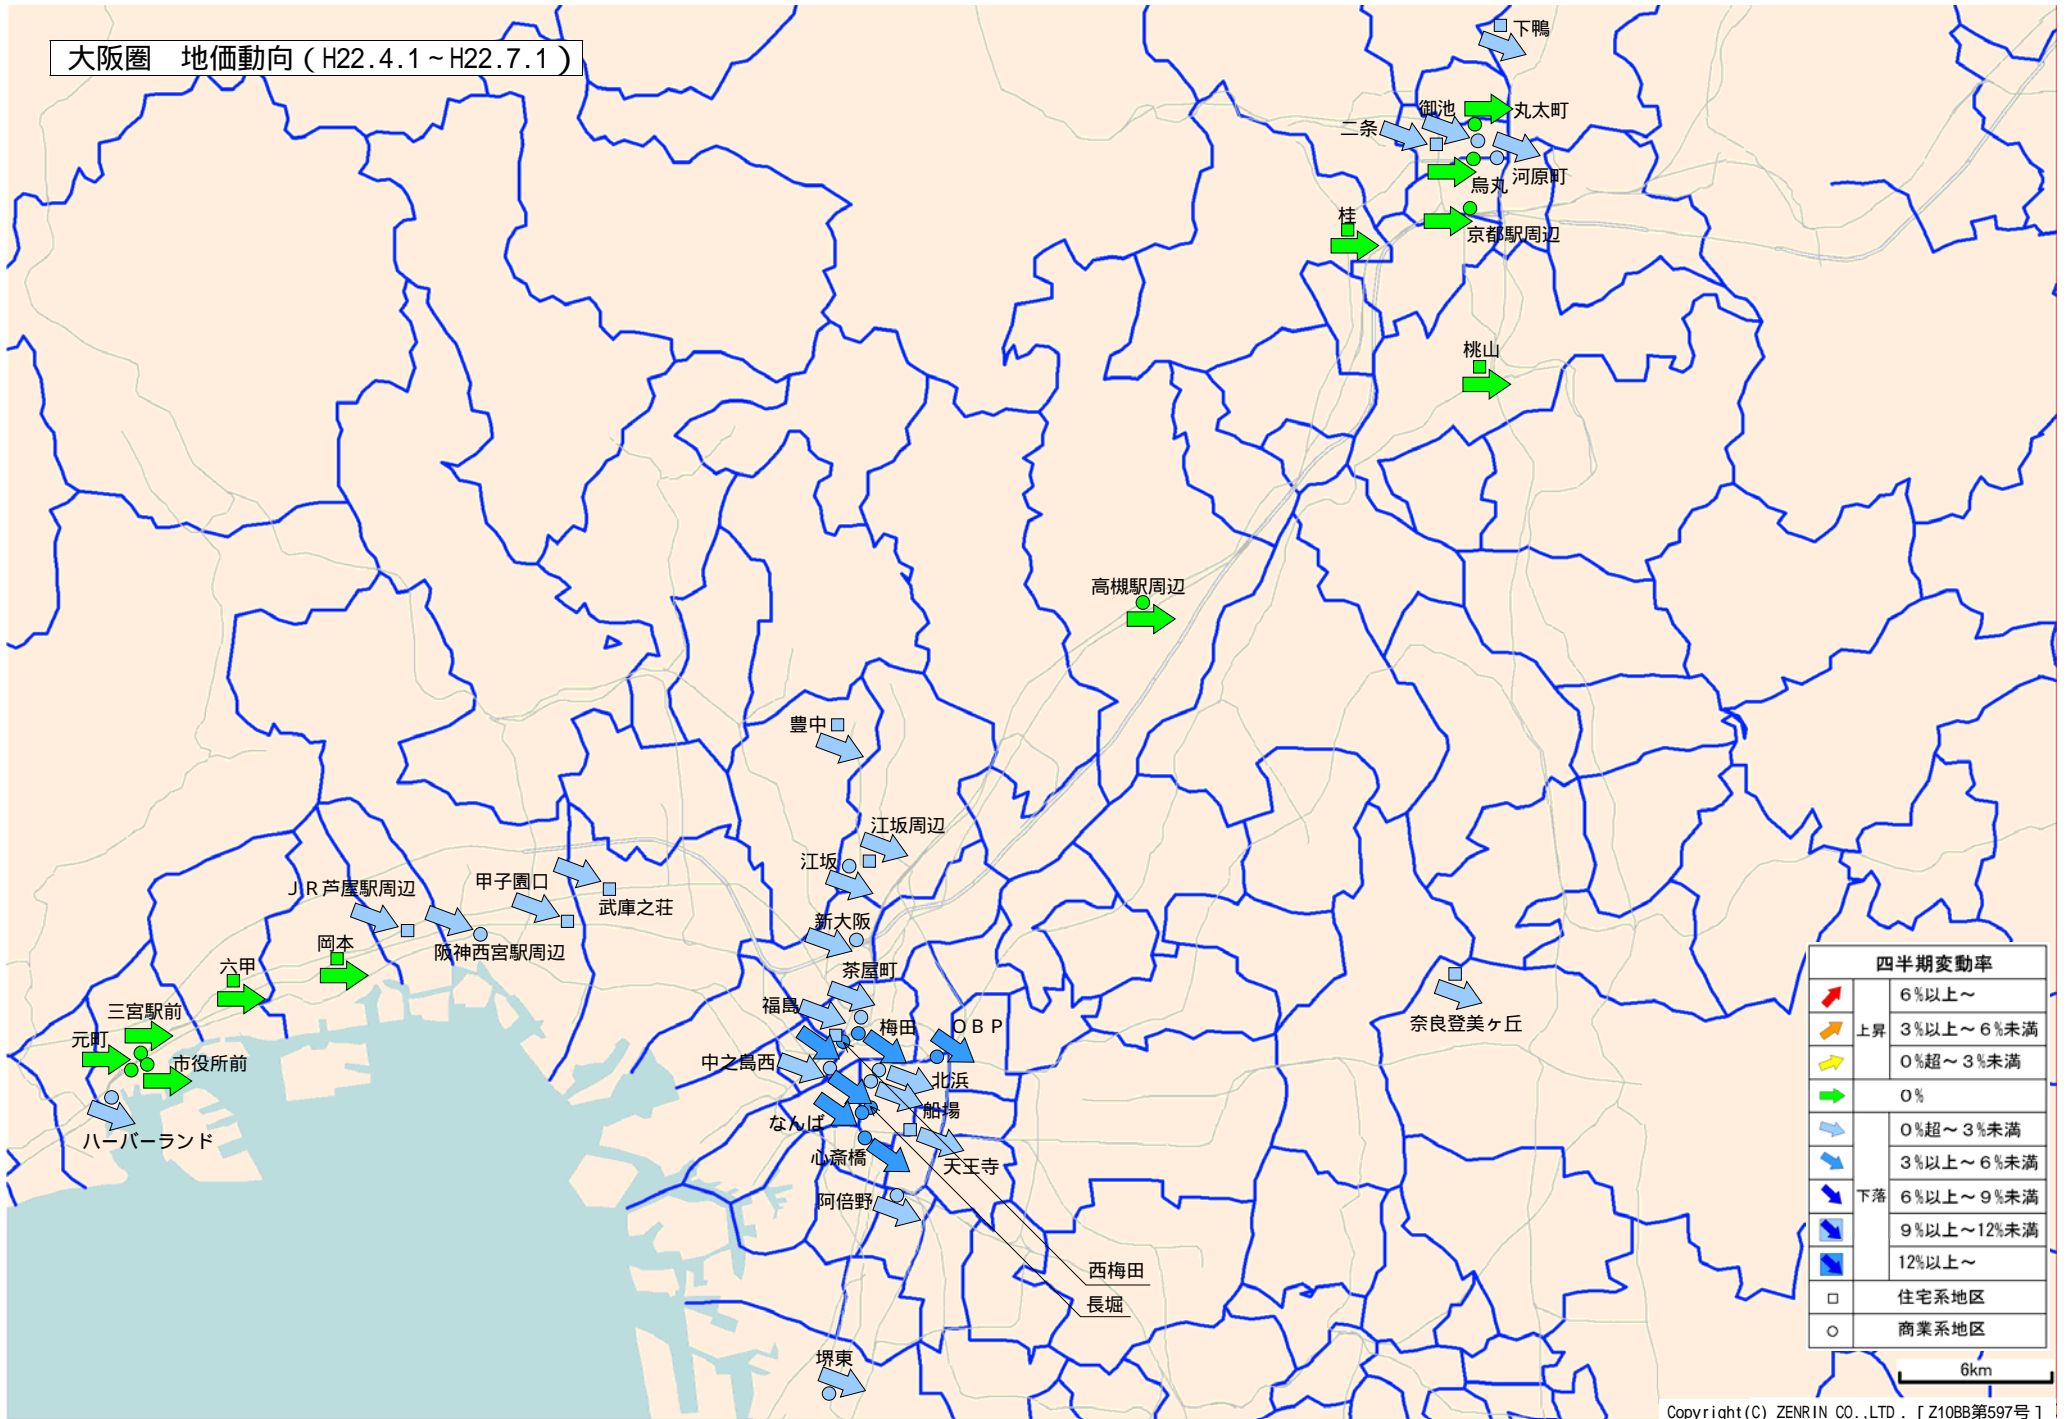 大阪圏　地価動向（H22.4.1～H22.7.1）
下鴨
御池
丸太町
二条
河原町
烏丸
桂
京都駅周辺
桃山
高槻駅周辺
豊中
江坂周辺
江坂
ＪＲ芦屋駅周辺
甲子園口
武庫之荘
新大阪
岡本
阪神西宮駅周辺
六甲
茶屋町
三宮駅前
福島
元町
梅田
ＯＢＰ
奈良登美ヶ丘
市役所前
中之島西
北浜
船場
なんば
ハーバーランド
心斎橋
天王寺
阿倍野
西梅田
長堀
堺東
四半期変動率
上昇
6%以上～
3%以上～6%未満
0%超～3%未満
0%
下落
0%超～3%未満
3%以上～6%未満
6%以上～9%未満
9%以上～12%未満
12%以上～
住宅系地区
商業系地区
6km
Copyright(C) ZENRIN CO.,LTD．[Z10BB第597号]